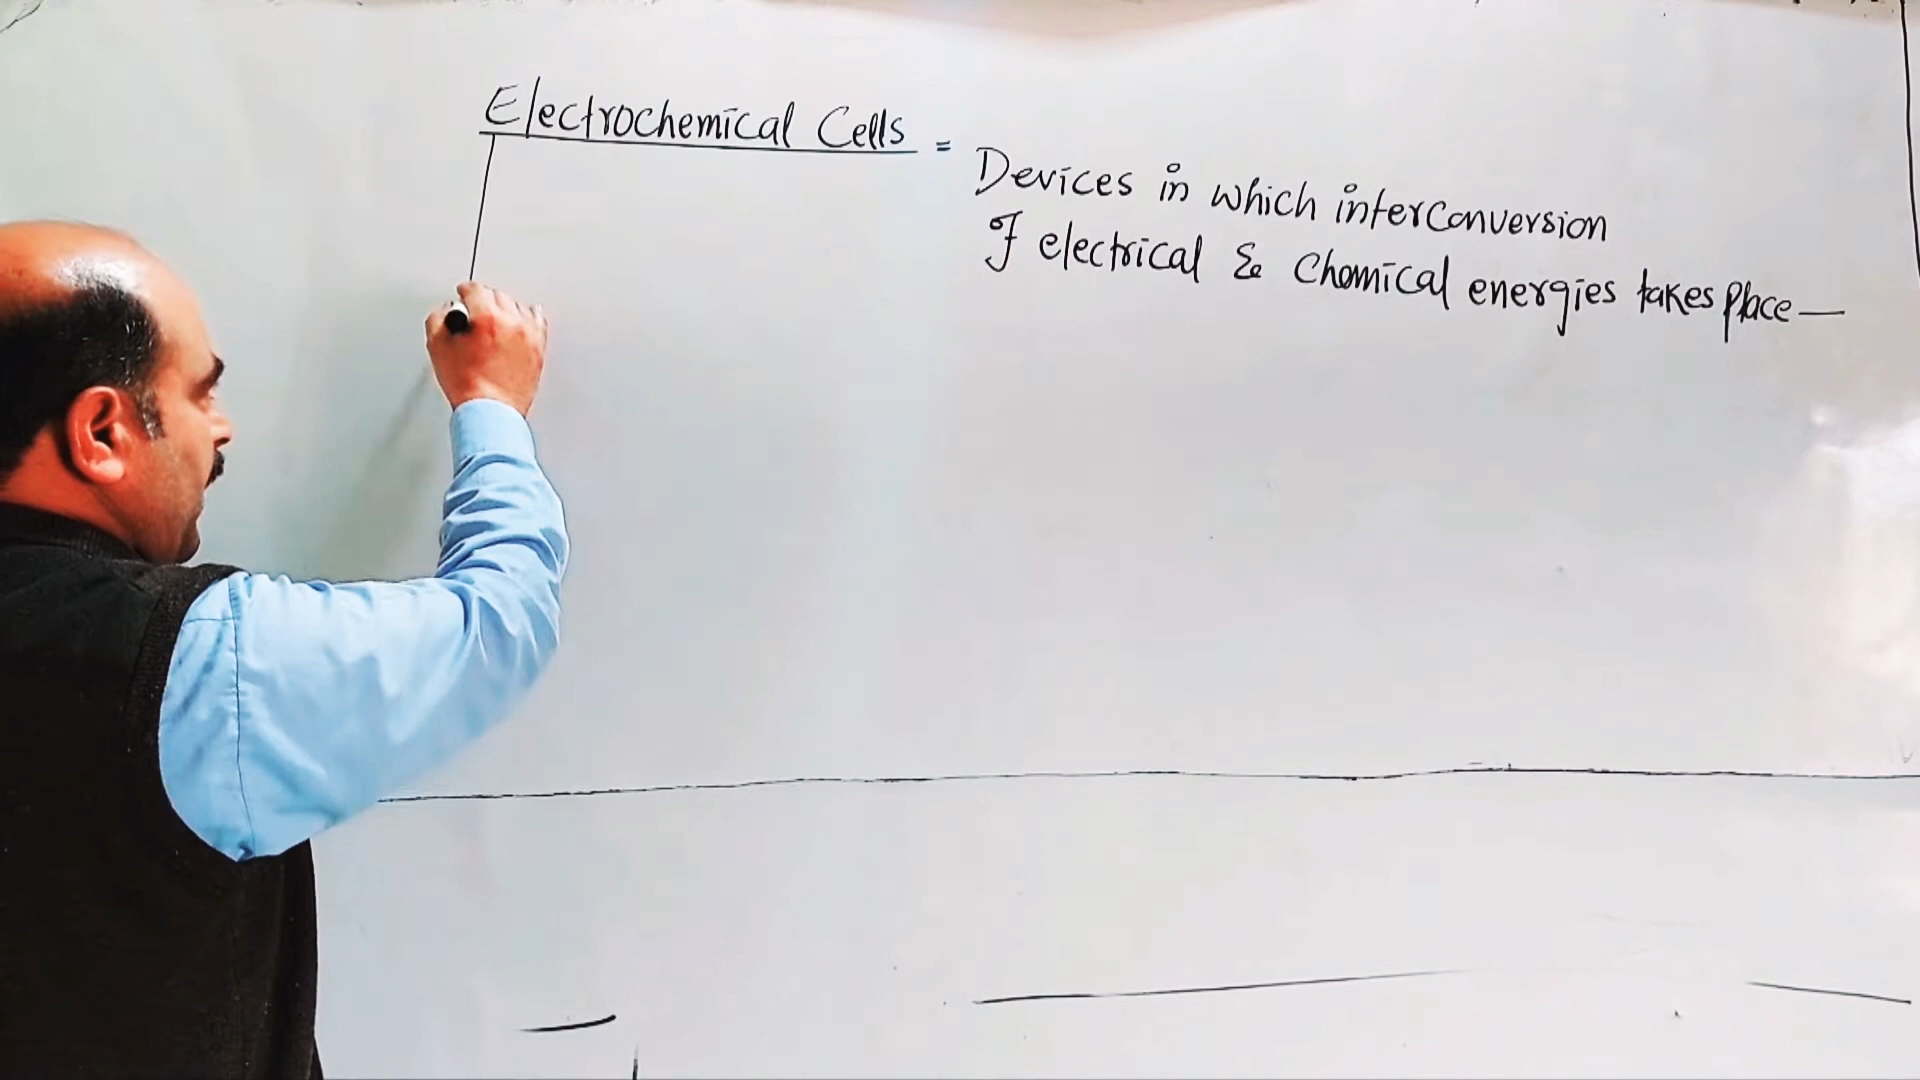 Electrochemical Cells =
Devices in which interconversion
of electrical & Chemical energies takes place —